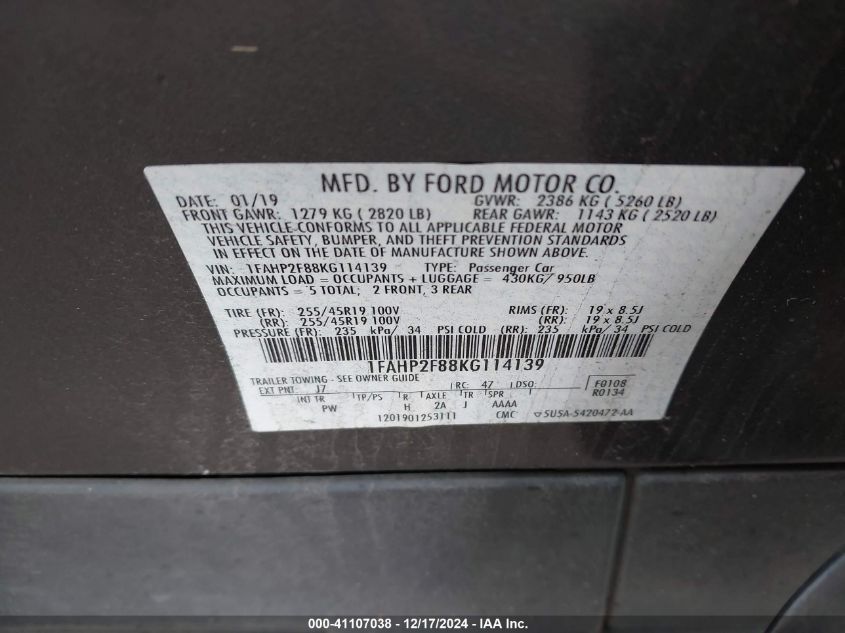 MFD. BY FORD MOTOR CO.
DATE: 01/19 GVWR: 2386 KG ( 5260 LB)
FRONT GAWR: 1279 KG ( 2820 LB) REAR GAWR: 1143 KG ( 2520 LB)
THIS VEHICLE CONFORMS TO ALL APPLICABLE FEDERAL MOTOR
VEHICLE SAFETY, BUMPER, AND THEFT PREVENTION STANDARDS
IN EFFECT ON THE DATE OF MANUFACTURE SHOWN ABOVE.
VIN: 1FAHP2F88KG114139 TYPE: Passenger Car
MAXIMUM LOAD = OCCUPANTS + LUGGAGE = 430KG/ 950LB
OCCUPANTS = 5 TOTAL; 2 FRONT, 3 REAR
TIRE (FR): 255/45R19 100V RIMS (FR): 19 x 8.5J
(RR): 255/45R19 100V (RR): 19 x 8.5J
PRESSURE (FR): 235 kPa/ 34 PSI COLD (RR): 235 kPa/ 34 PSI COLD
1FAHP2F88KG114139
TRAILER TOWING - SEE OWNER GUIDE
EXT PNT: J7 RC: 47 DSO: F0108
R0134
INT TR TP/PS R AXLE TR SPR
PW H 2A J AAAA
1201901253111 CMC ▽5U5A-5420472-AA
000-41107038 - 12/17/2024 - IAA Inc.